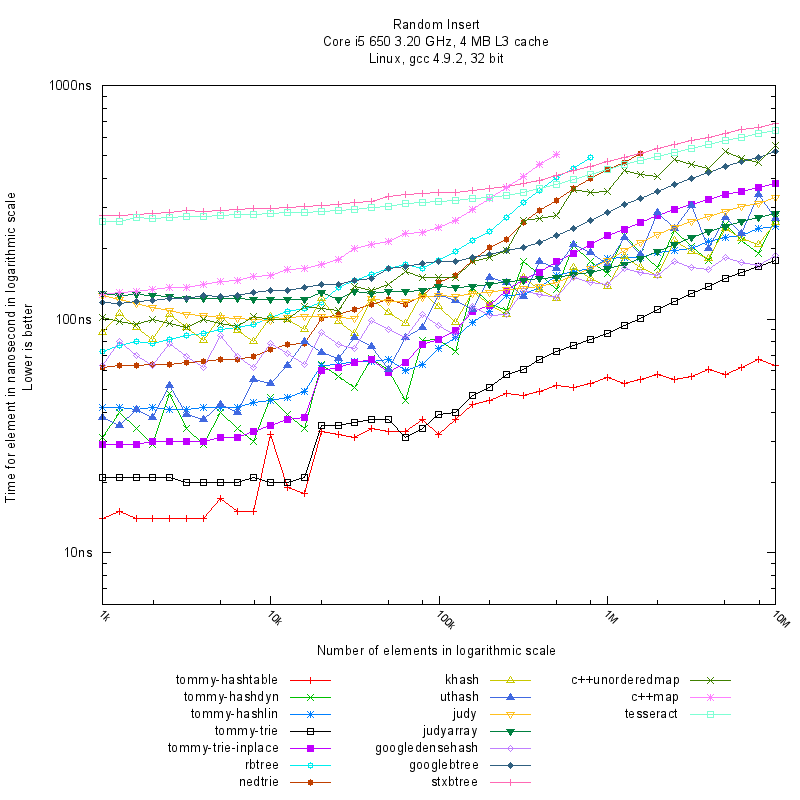 Random Insert
Core i5 650 3.20 GHz, 4 MB L3 cache
Linux, gcc 4.9.2, 32 bit
1000ns
100ns
10ns
Time for element in nanosecond in logarithmic scale
Lower is better
1k
10k
100k
1M
10M
Number of elements in logarithmic scale
tommy-hashtable
tommy-hashdyn
tommy-hashlin
tommy-trie
tommy-trie-inplace
rbtree
nedtrie
khash
uthash
judy
judyarray
googledensehash
googlebtree
stxbtree
c++unorderedmap
c++map
tesseract